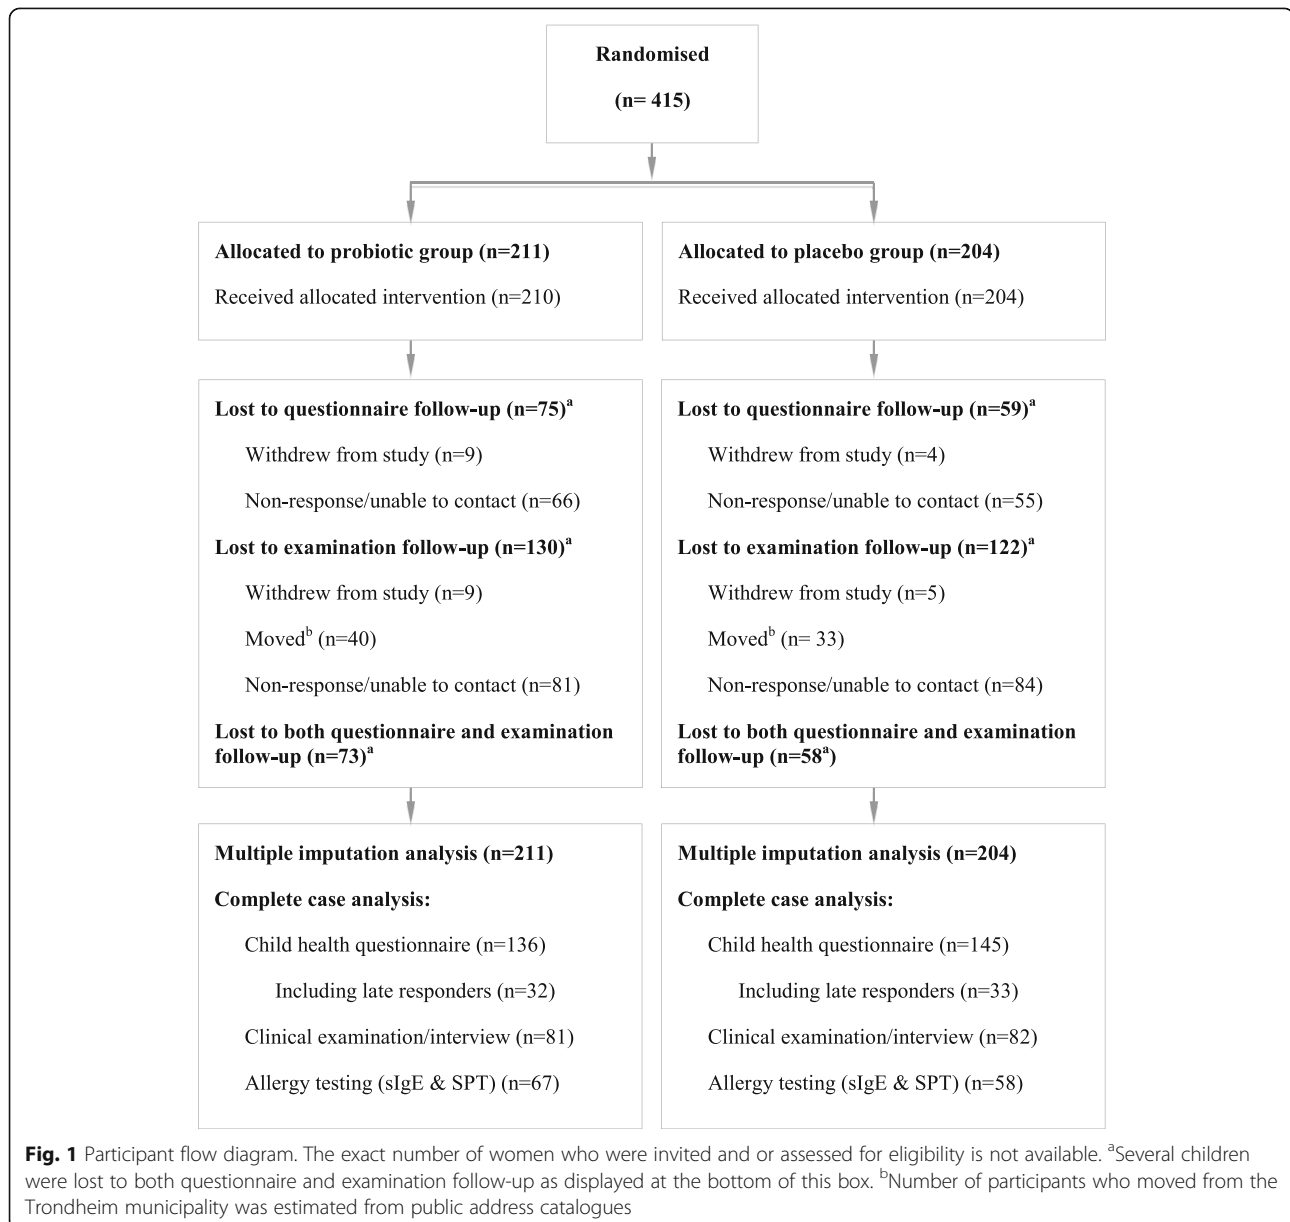 Randomised
(n= 415)
Allocated to probiotic group (n=211)
Received allocated intervention (n=210)
Allocated to placebo group (n=204)
Received allocated intervention (n=204)
Lost to questionnaire follow-up (n=75)ᵃ
Withdrew from study (n=9)
Non-response/unable to contact (n=66)
Lost to examination follow-up (n=130)ᵃ
Withdrew from study (n=9)
Movedᵇ (n=40)
Non-response/unable to contact (n=81)
Lost to both questionnaire and examination
follow-up (n=73)ᵃ
Lost to questionnaire follow-up (n=59)ᵃ
Withdrew from study (n=4)
Non-response/unable to contact (n=55)
Lost to examination follow-up (n=122)ᵃ
Withdrew from study (n=5)
Movedᵇ (n= 33)
Non-response/unable to contact (n=84)
Lost to both questionnaire and examination
follow-up (n=58ᵃ)
Multiple imputation analysis (n=211)
Complete case analysis:
Child health questionnaire (n=136)
Including late responders (n=32)
Clinical examination/interview (n=81)
Allergy testing (sIgE & SPT) (n=67)
Multiple imputation analysis (n=204)
Complete case analysis:
Child health questionnaire (n=145)
Including late responders (n=33)
Clinical examination/interview (n=82)
Allergy testing (sIgE & SPT) (n=58)
Fig. 1 Participant flow diagram. The exact number of women who were invited and or assessed for eligibility is not available. ᵃSeveral children
were lost to both questionnaire and examination follow-up as displayed at the bottom of this box. ᵇNumber of participants who moved from the
Trondheim municipality was estimated from public address catalogues